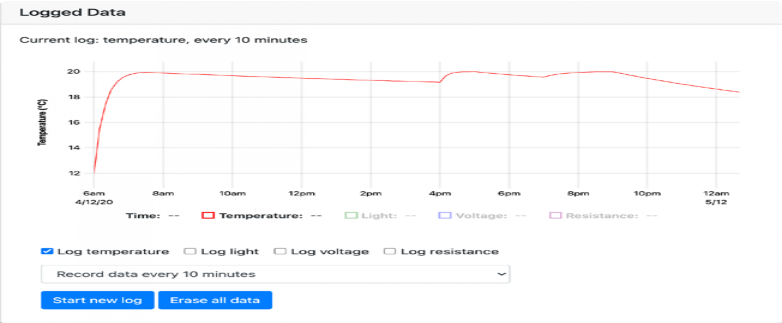 Logged Data
Current log: temperature, every 10 minutes
20
18
16
14
12
Temperature (°C)
6am 8am 10am 12pm 2pm 4pm 6pm 8pm 10pm 12am
4/12/20 5/12
Time: -- Temperature: -- Light: -- Voltage: -- Resistance: --
Log temperature Log light Log voltage Log resistance
Record data every 10 minutes
Start new log Erase all data